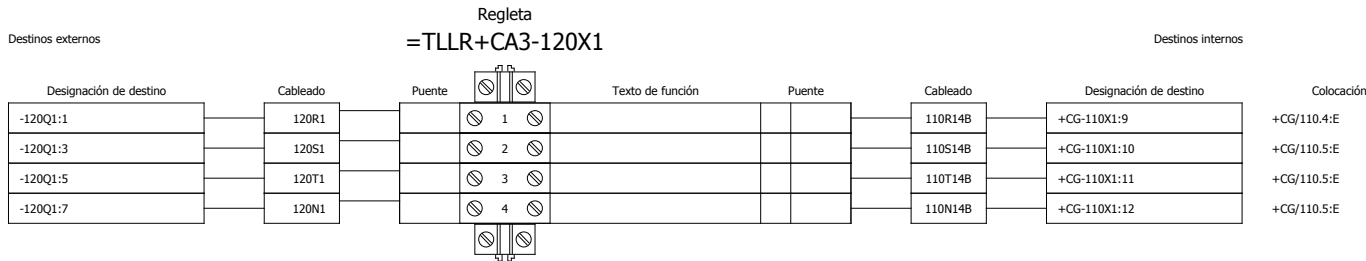 Regleta
Destinos externos =TLLR+CA3-120X1 Destinos internos
Designación de destino Cableado Puente Texto de función Puente Cableado Designación de destino Colocación
-120Q1:1 120R1 1 110R14B +CG-110X1:9 +CG/110.4:E
-120Q1:3 120S1 2 110S14B +CG-110X1:10 +CG/110.5:E
-120Q1:5 120T1 3 110T14B +CG-110X1:11 +CG/110.5:E
-120Q1:7 120N1 4 110N14B +CG-110X1:12 +CG/110.5:E